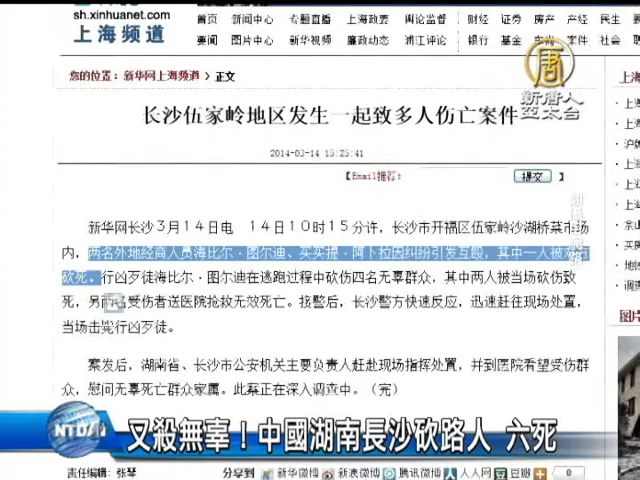 sh.xinhuanet.com
上海频道
首页 新闻中心 专题直播 上海政要 舆论监督 财经 证券 房产 产经 民生
要闻 图片中心 新华视频 廉政动态 浦江评论 银行 基金 东方 案件 社会
您的位置：新华网上海频道 > 正文
新唐人
亞太台
长沙伍家岭地区发生一起致多人伤亡案件
2014-03-14 15:25:41
【Email推荐： 提交 】
新华网长沙3月14日电 14日10时15分许，长沙市开福区伍家岭沙湖桥菜市场
内，两名外地经商人员海比尔·图尔迪、买买提·阿卜拉因纠纷引发互殴，其中一人被
砍死。行凶歹徒海比尔·图尔迪在逃跑过程中砍伤四名无辜群众，其中两人被当场砍伤致
死，另 受伤者送医院抢救无效死亡。接警后，长沙警方快速反应，迅速赶往现场处置，
当场击毙行凶歹徒。
案发后，湖南省、长沙市公安机关主要负责人赶赴现场指挥处置，并到医院看望受伤群
众，慰问无辜死亡群众家属。此案正在深入调查中。（完）
NTDAP
又殺無辜！中國湖南長沙砍路人 六死
责任编辑：张琴 分享到 新华微博 新浪微博 腾讯微博 人人网 豆瓣 0
上海
图片